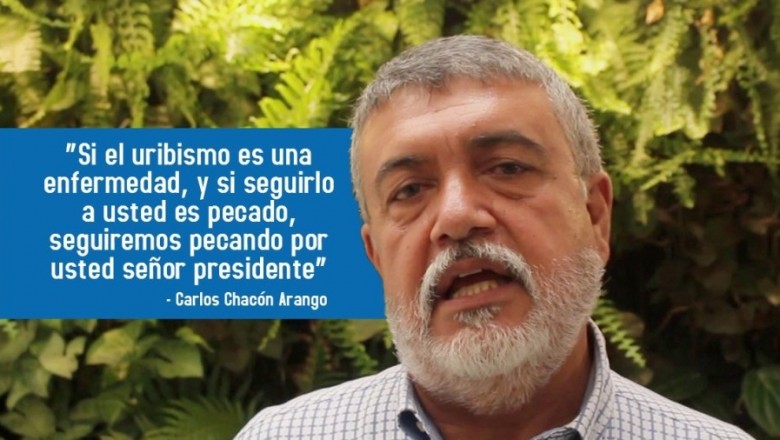 "Si el uribismo es una
enfermedad, y si seguirlo
a usted es pecado,
seguiremos pecando por
usted señor presidente"
- Carlos Chacón Arango